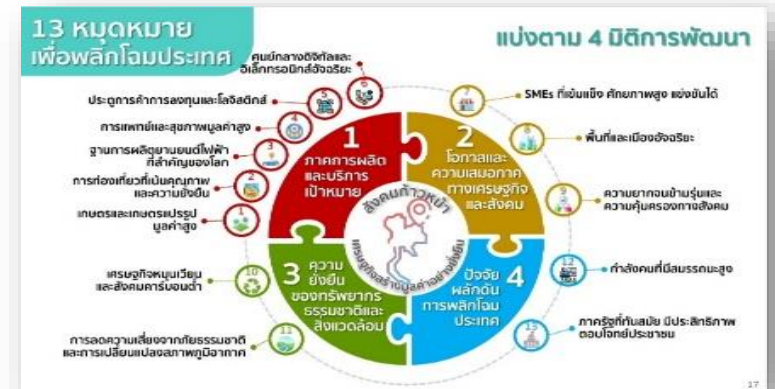 13 หมุดหมาย
เพื่อพลิกโฉมประเทศ
แบ่งตาม 4 มิติการพัฒนา
6
ศูนย์กลางดิจิทัลและ
อิเล็กทรอนิกส์อัจฉริยะ
5
ประตูการค้าการลงทุนและโลจิสติกส์
4
การแพทย์และสุขภาพมูลค่าสูง
3
ฐานการผลิตยานยนต์ไฟฟ้า
ที่สำคัญของโลก
2
การท่องเที่ยวที่เน้นคุณภาพ
และความยั่งยืน
1
เกษตรและเกษตรแปรรูป
มูลค่าสูง
1
ภาคการผลิต
และบริการ
เป้าหมาย
2
โอกาสและ
ความเสมอภาค
ทางเศรษฐกิจ
และสังคม
7
SMEs ที่เข้มแข็ง ศักยภาพสูง แข่งขันได้
8
พื้นที่และเมืองอัจฉริยะ
9
ความยากจนข้ามรุ่นและ
ความคุ้มครองทางสังคม
สังคมก้าวหน้า
เศรษฐกิจสร้างมูลค่าอย่างยั่งยืน
3 ความ
ยั่งยืน
ของทรัพยากร
ธรรมชาติและ
สิ่งแวดล้อม
10
เศรษฐกิจหมุนเวียน
และสังคมคาร์บอนต่ำ
11
การลดความเสี่ยงจากภัยธรรมชาติ
และการเปลี่ยนแปลงสภาพภูมิอากาศ
ปัจจัย 4
ผลักดัน
การพลิกโฉม
ประเทศ
12
กำลังคนที่มีสมรรถนะสูง
13
ภาครัฐที่ทันสมัย มีประสิทธิภาพ
ตอบโจทย์ประชาชน
17